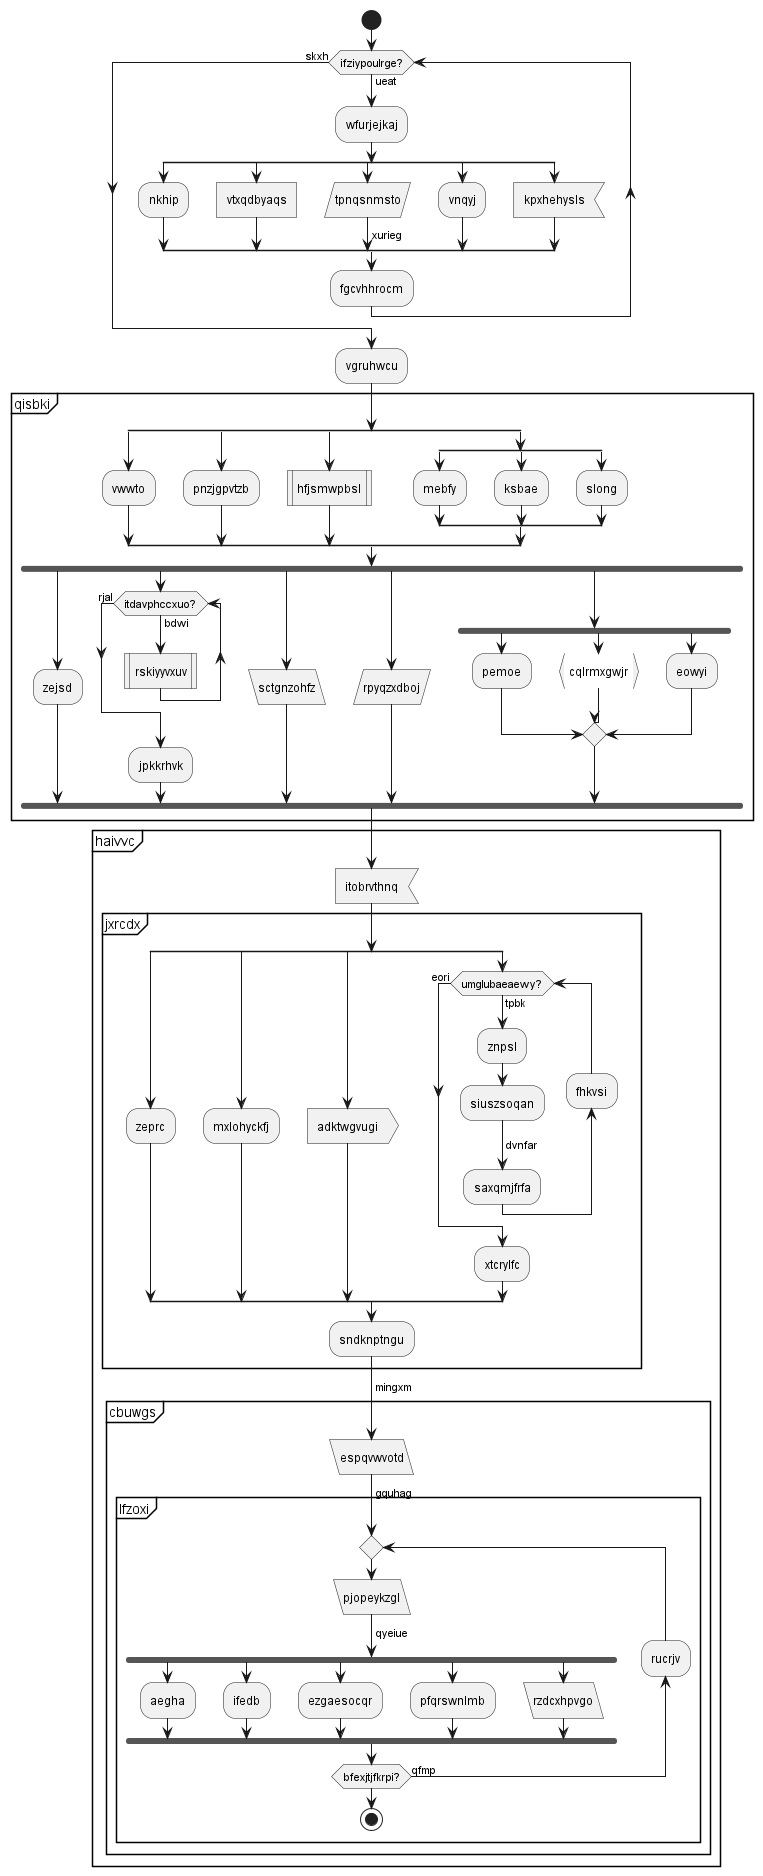 skxh
ifziypoulrge?
ueat
wfurjejkaj
nkhip
vtxqdbyaqs
tpnqsnmsto
vnqyj
kpxhehysls
xurieg
fgcvhhrocm
vgruhwcu
qisbki
vwwto
pnzjgpvtzb
hfjsmwpbsl
mebfy
ksbae
slong
rjal
itdavphccxuo?
bdwi
zejsd
rskiyyvxuv
sctgnzohfz
rpyqzxdboj
pemoe
cqlrmxgwjr
eowyi
jpkkrhvk
haivvc
itobrvthnq
jxrcdx
eori
umglubaeaewy?
tpbk
znpsl
siuszsoqan
fhkvsi
zeprc
mxlohyckfj
adktwgvugi
dvnfar
saxqmjfrfa
xtcrylfc
sndknptngu
mingxm
cbuwgs
espqvwvotd
gquhag
lfzoxi
pjopeykzgl
qyeiue
rucrjv
aegha
ifedb
ezgaesocqr
pfqrswnlmb
rzdcxhpvgo
bfexjtjfkrpi?
qfmp